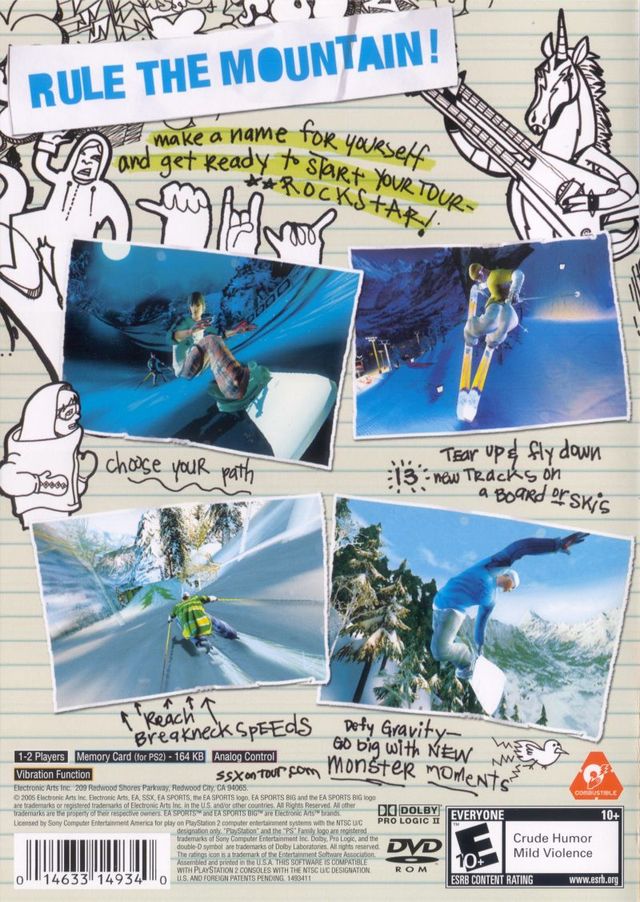 RULE THE MOUNTAIN!
make a name for yourself
and get Ready to start YOUR TOUR-
**ROCKSTAR!
choose your path
Tear up & fly down
13 new Tracks on
a Board or Skis
Reach
Breakneck Speeds
Defy Gravity—
GO big with NEW
Monster Moments
1-2 Players
Memory Card (for PS2) - 164 KB
Analog Control
Vibration Function
ssxontour.com
Electronic Arts Inc. 209 Redwood Shores Parkway, Redwood City, CA 94065.
© 2005 Electronic Arts Inc. Electronic Arts, EA, SSX, EA SPORTS, the EA SPORTS logo, EA SPORTS BIG and the EA SPORTS BIG logo
are trademarks or registered trademarks of Electronic Arts Inc. in the U.S. and/or other countries. All Rights Reserved. All other
trademarks are the property of their respective owners. EA SPORTS™ and EA SPORTS BIG™ are Electronic Arts™ brands.
Licensed by Sony Computer Entertainment America for play on PlayStation 2 computer entertainment systems with the NTSC U/C
designation only. "PlayStation" and the "PS" Family logo are registered
trademarks of Sony Computer Entertainment Inc. Dolby, Pro Logic, and the
double-D symbol are trademarks of Dolby Laboratories. All rights reserved.
The ratings icon is a trademark of the Entertainment Software Association.
Assembled and printed in the U.S.A. THIS SOFTWARE IS COMPATIBLE
WITH PLAYSTATION 2 CONSOLES WITH THE NTSC U/C DESIGNATION.
U.S. AND FOREIGN PATENTS PENDING. 1493411
0 14633 14934 0
DOLBY
PRO LOGIC II
DVD
ROM
COMBUSTIBLE
EVERYONE 10+
E
10+
Crude Humor
Mild Violence
ESRB CONTENT RATING www.esrb.org